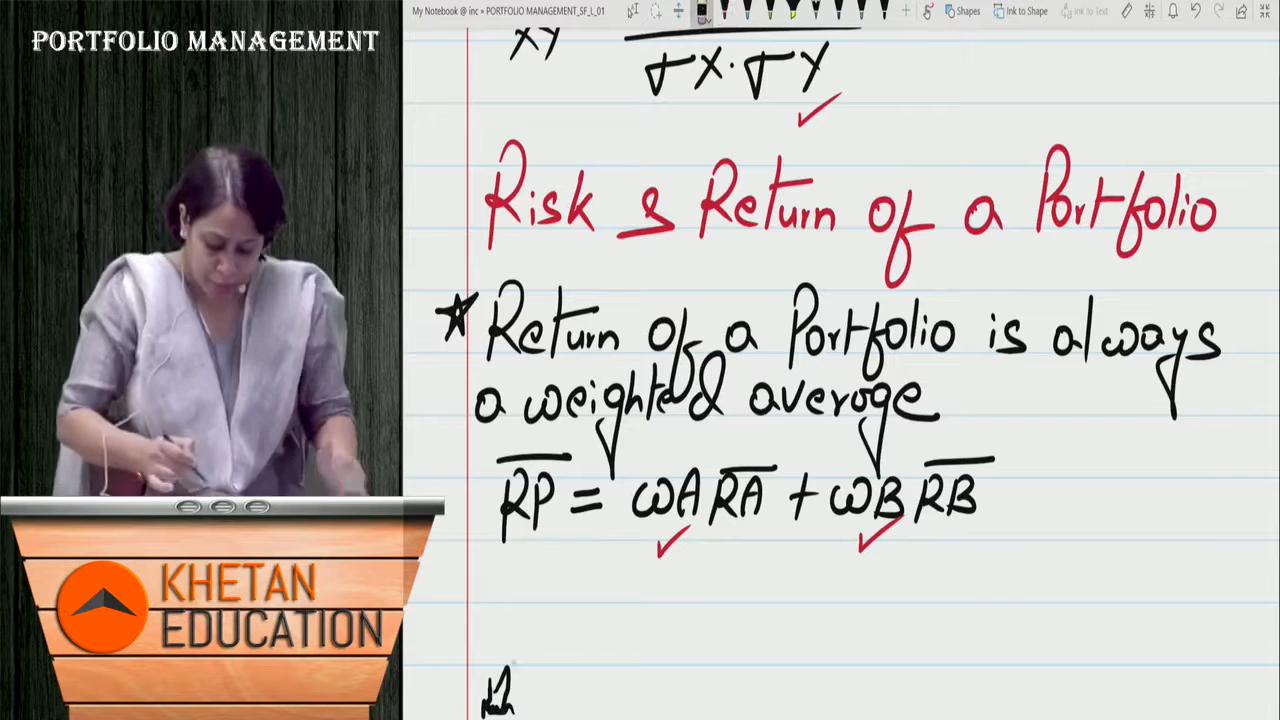 PORTFOLIO MANAGEMENT
My Notebook @ inc » PORTFOLIO MANAGEMENT_SF_L_01
Shapes
Ink to Shape
Ink to Text
XY
σX·σY
Risk & Return of a Portfolio
Return of a Portfolio is always
a weighted average
RP = ωA RA + ωB RB
KHETAN
EDUCATION